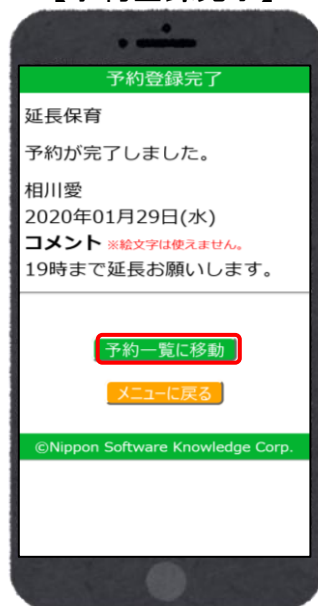 予約登録完了
延長保育
予約が完了しました。
相川愛
2020年01月29日(水)
コメント ※絵文字は使えません。
19時まで延長お願いします。
予約一覧に移動
メニューに戻る
©Nippon Software Knowledge Corp.